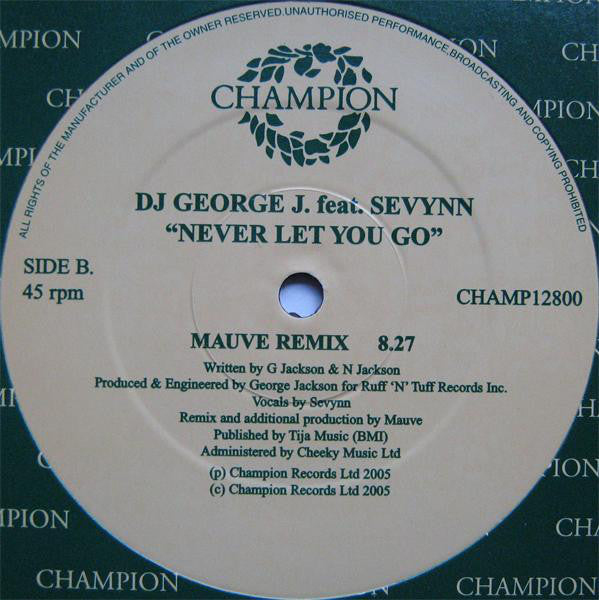 ALL RIGHTS OF THE MANUFACTURER AND OF THE OWNER RESERVED.UNAUTHORISED PERFORMANCE,BROADCASTING AND COPYING PROHIBITED
CHAMPION
DJ GEORGE J. feat. SEVYNN
“NEVER LET YOU GO”
SIDE B.
45 rpm
CHAMP12800
MAUVE REMIX 8.27
Written by G Jackson & N Jackson
Produced & Engineered by George Jackson for Ruff ‘N’ Tuff Records Inc.
Vocals by Sevynn
Remix and additional production by Mauve
Published by Tija Music (BMI)
Administered by Cheeky Music Ltd
(p) Champion Records Ltd 2005
(c) Champion Records Ltd 2005
CHAMPION
CHAMPION